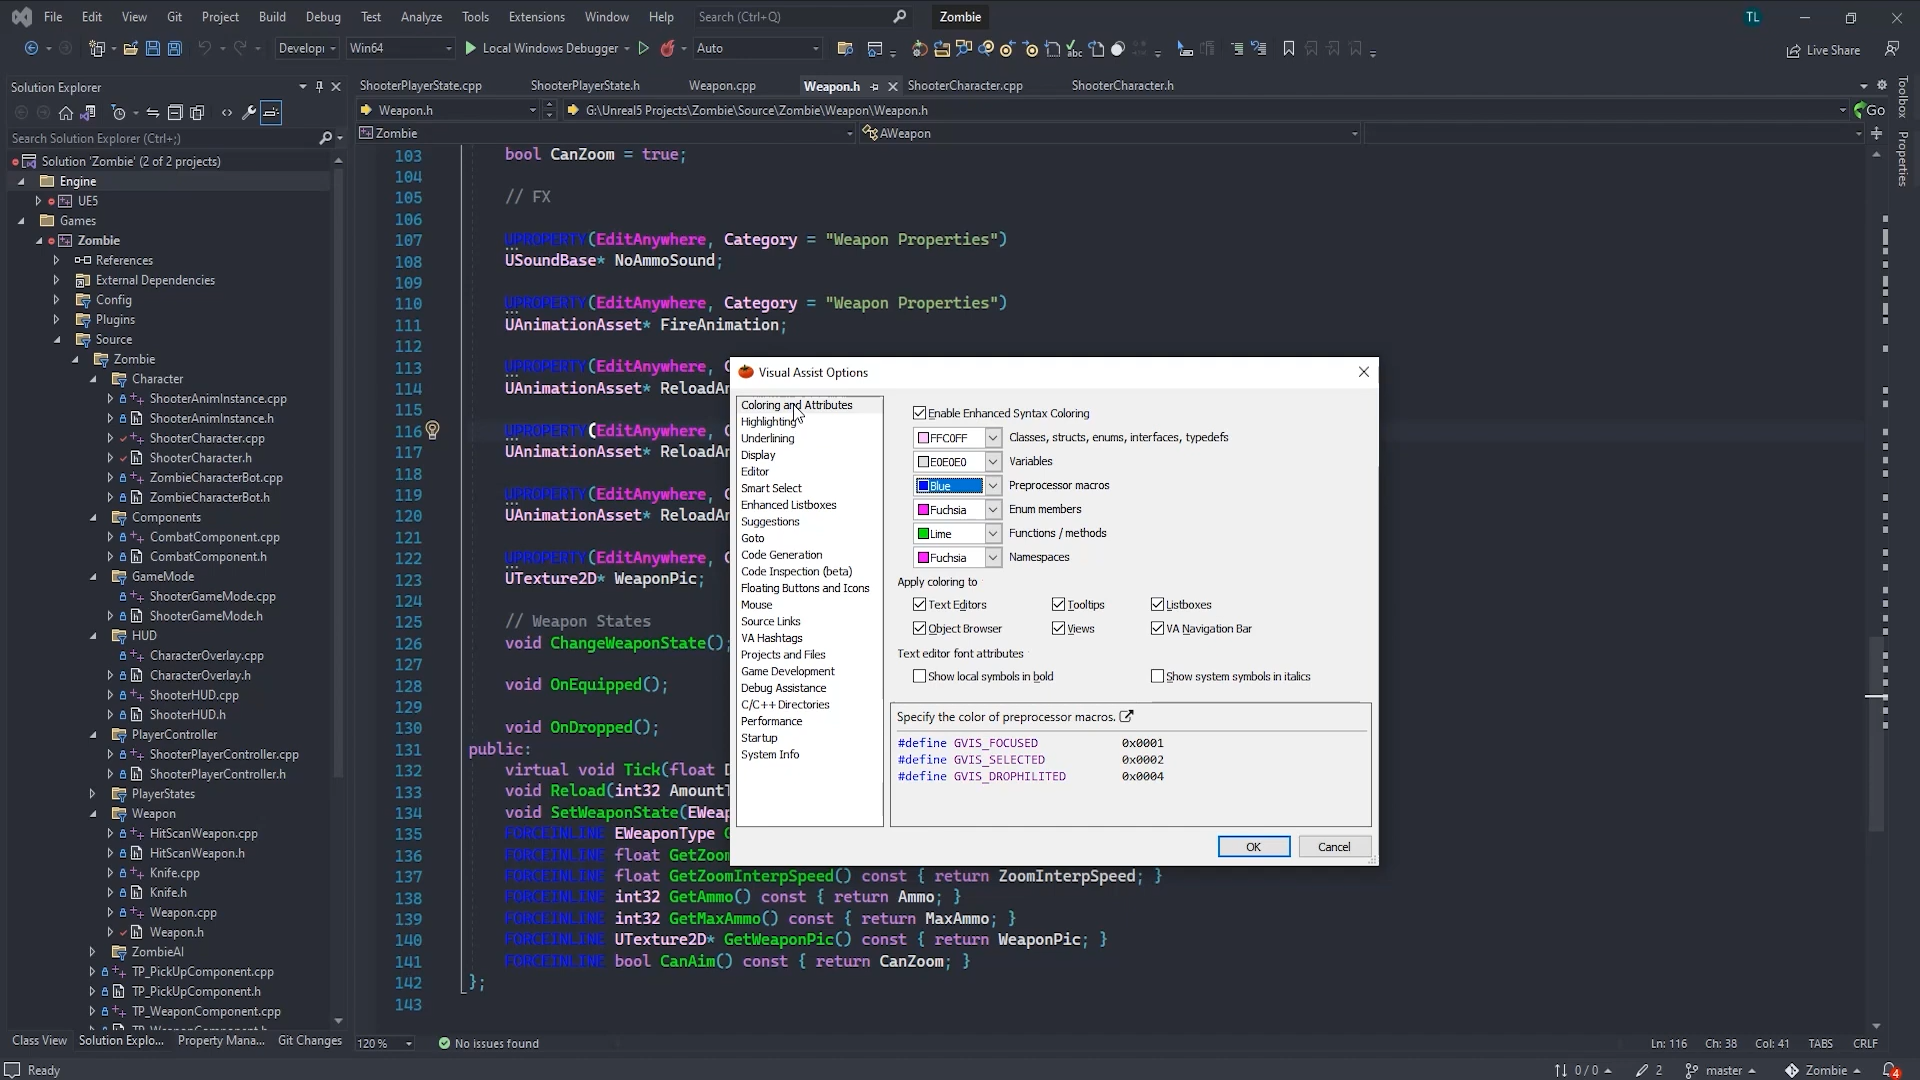 File Edit View Git Project Build Debug Test Analyze Tools Extensions Window Help Search (Ctrl+Q) Zombie TL
Develop Win64 Local Windows Debugger Auto Live Share
Solution Explorer
Search Solution Explorer (Ctrl+;)
Solution 'Zombie' (2 of 2 projects)
Engine
UE5
Games
Zombie
References
External Dependencies
Config
Plugins
Source
Zombie
Character
ShooterAnimInstance.cpp
ShooterAnimInstance.h
ShooterCharacter.cpp
ShooterCharacter.h
ZombieCharacterBot.cpp
ZombieCharacterBot.h
Components
CombatComponent.cpp
CombatComponent.h
GameMode
ShooterGameMode.cpp
ShooterGameMode.h
HUD
CharacterOverlay.cpp
CharacterOverlay.h
ShooterHUD.cpp
ShooterHUD.h
PlayerController
ShooterPlayerController.cpp
ShooterPlayerController.h
PlayerStates
Weapon
HitScanWeapon.cpp
HitScanWeapon.h
Knife.cpp
Knife.h
Weapon.cpp
Weapon.h
ZombieAI
TP_PickUpComponent.cpp
TP_PickUpComponent.h
TP_WeaponComponent.cpp
TP_WeaponComponent.h
Class View Solution Explo... Property Mana... Git Changes
ShooterPlayerState.cpp ShooterPlayerState.h Weapon.cpp Weapon.h ShooterCharacter.cpp ShooterCharacter.h
Weapon.h G:\Unreal5 Projects\Zombie\Source\Zombie\Weapon\Weapon.h Go
Zombie AWeapon
103 bool CanZoom = true;
104
105 // FX
106
107 UPROPERTY(EditAnywhere, Category = "Weapon Properties")
108 USoundBase* NoAmmoSound;
109
110 UPROPERTY(EditAnywhere, Category = "Weapon Properties")
111 UAnimationAsset* FireAnimation;
112
113 UPROPERTY(EditAnywhere, C
114 UAnimationAsset* ReloadAn
115
116 UPROPERTY(EditAnywhere, C
117 UAnimationAsset* ReloadAn
118
119 UPROPERTY(EditAnywhere, C
120 UAnimationAsset* ReloadAn
121
122 UPROPERTY(EditAnywhere, C
123 UTexture2D* WeaponPic;
124
125 // Weapon States
126 void ChangeWeaponState();
127
128 void OnEquipped();
129
130 void OnDropped();
131 public:
132 virtual void Tick(float D
133 void Reload(int32 AmountT
134 void SetWeaponState(EWeap
135 FORCEINLINE EWeaponType G
136 FORCEINLINE float GetZoom
137 FORCEINLINE float GetZoomInterpSpeed() const { return ZoomInterpSpeed; }
138 FORCEINLINE int32 GetAmmo() const { return Ammo; }
139 FORCEINLINE int32 GetMaxAmmo() const { return MaxAmmo; }
140 FORCEINLINE UTexture2D* GetWeaponPic() const { return WeaponPic; }
141 FORCEINLINE bool CanAim() const { return CanZoom; }
142 };
143
Visual Assist Options
Coloring and Attributes
Highlighting
Underlining
Display
Editor
Smart Select
Enhanced Listboxes
Suggestions
Goto
Code Generation
Code Inspection (beta)
Floating Buttons and Icons
Mouse
Source Links
VA Hashtags
Projects and Files
Game Development
Debug Assistance
C/C++ Directories
Performance
Startup
System Info
Enable Enhanced Syntax Coloring
FFC0FF Classes, structs, enums, interfaces, typedefs
E0E0E0 Variables
Blue Preprocessor macros
Fuchsia Enum members
Lime Functions / methods
Fuchsia Namespaces
Apply coloring to
Text Editors Tooltips Listboxes
Object Browser Views VA Navigation Bar
Text editor font attributes
Show local symbols in bold Show system symbols in italics
Specify the color of preprocessor macros.
#define GVIS_FOCUSED 0x0001
#define GVIS_SELECTED 0x0002
#define GVIS_DROPHILITED 0x0004
OK Cancel
Toolbox
Properties
120 % No issues found Ln: 116 Ch: 38 Col: 41 TABS CRLF
Ready 0 / 0 2 master Zombie 4